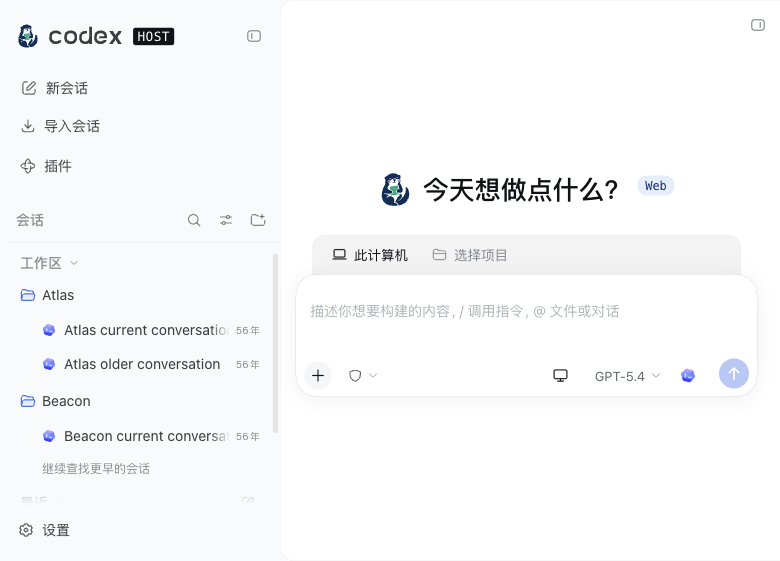 codex HOST
新会话
导入会话
插件
会话
工作区
Atlas
Atlas current conversatio 56年
Atlas older conversation 56年
Beacon
Beacon current conversa 56年
继续查找更早的会话
最近
设置
今天想做点什么? Web
此计算机 选择项目
描述你想要构建的内容, / 调用指令, @ 文件或对话
GPT-5.4